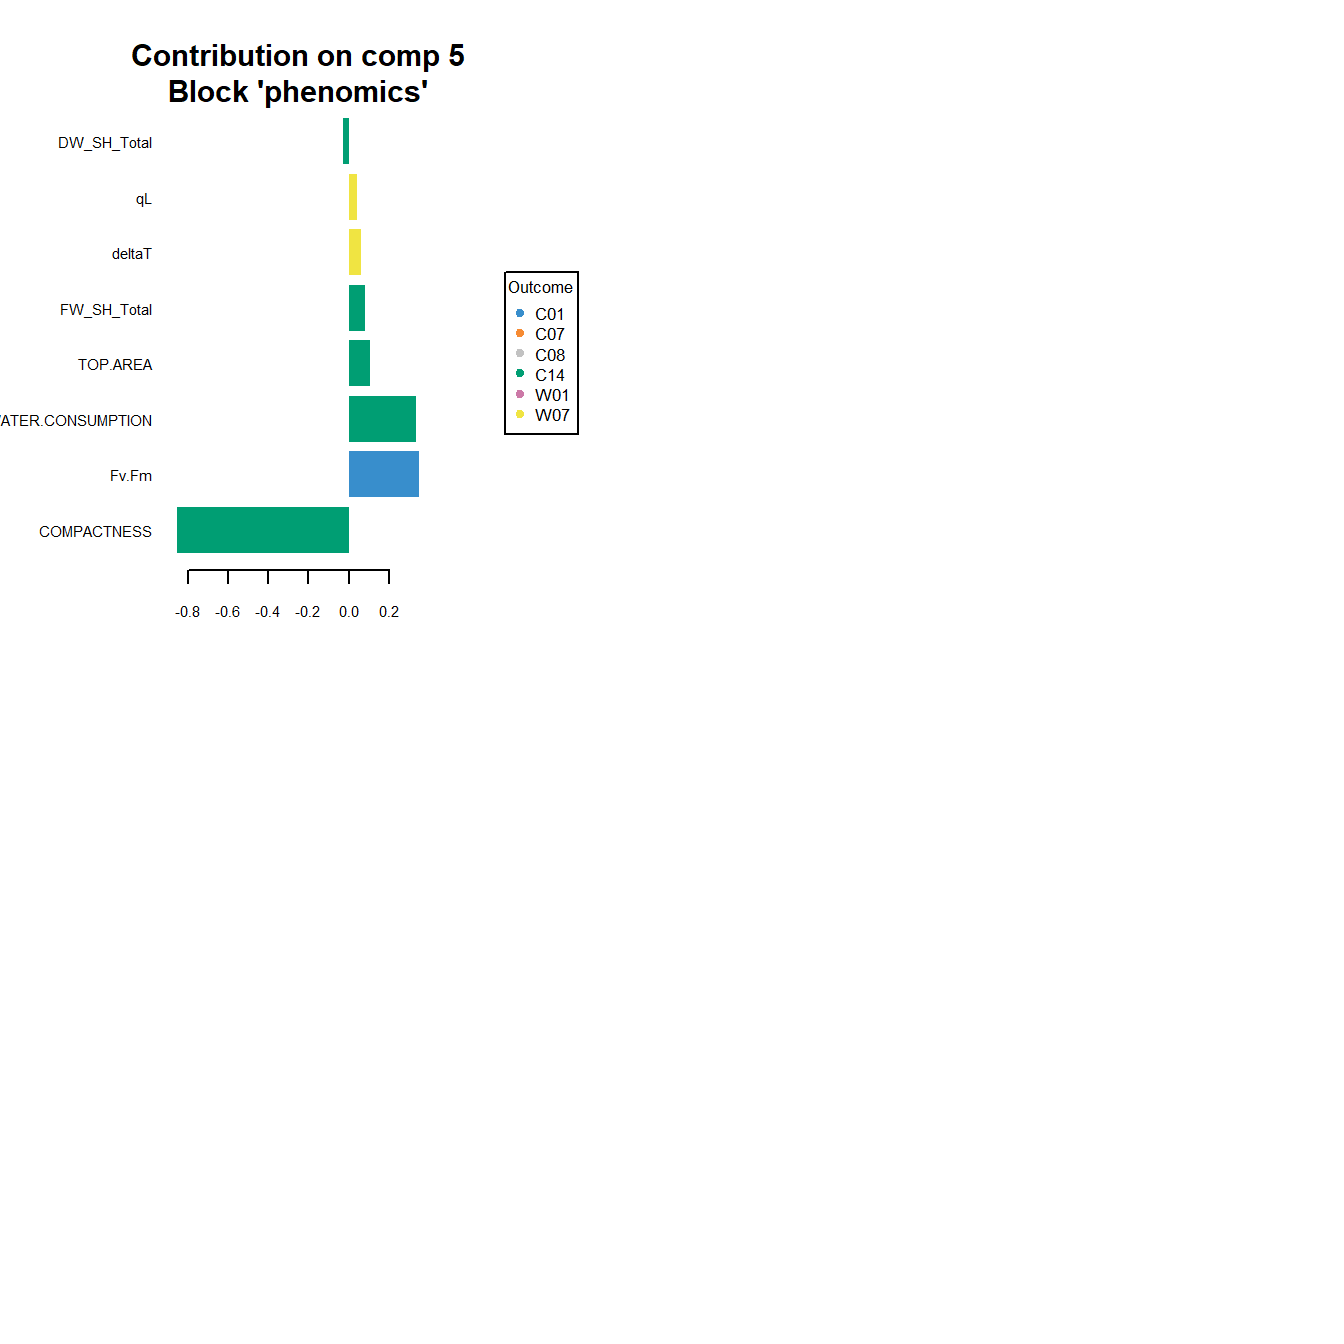 Contribution on comp 5
Block 'phenomics'
DW_SH_Total
qL
deltaT
FW_SH_Total
TOP.AREA
ATER.CONSUMPTION
Fv.Fm
COMPACTNESS
-0.8 -0.6 -0.4 -0.2 0.0 0.2
Outcome
C01
C07
C08
C14
W01
W07